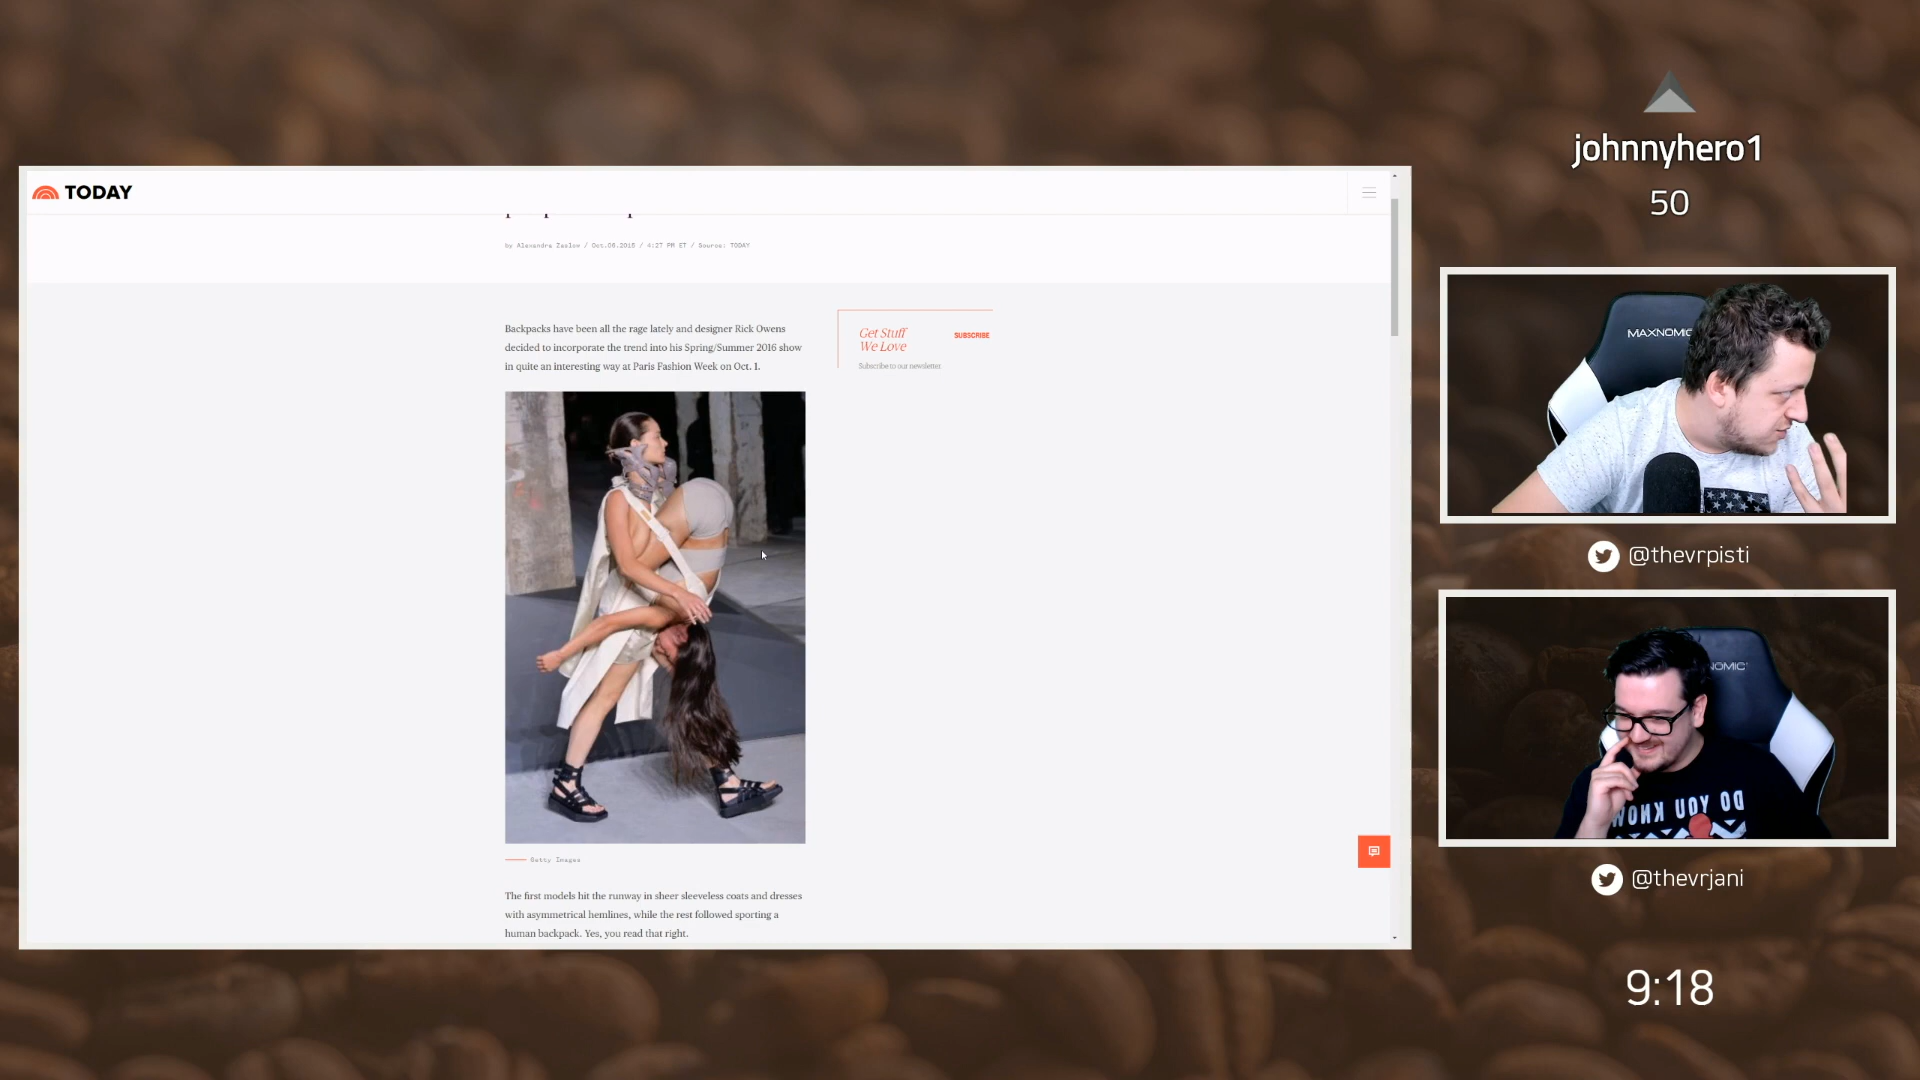 TODAY
by Alexandra Zaslow / Oct.06.2015 / 4:27 PM ET / Source: TODAY
Backpacks have been all the rage lately and designer Rick Owens
decided to incorporate the trend into his Spring/Summer 2016 show
in quite an interesting way at Paris Fashion Week on Oct. 1.
Get Stuff
We Love
SUBSCRIBE
Subscribe to our newsletter
Getty Images
The first models hit the runway in sheer sleeveless coats and dresses
with asymmetrical hemlines, while the rest followed sporting a
human backpack. Yes, you read that right.
johnnyhero1
50
MAXNOMIC
@thevrpisti
NOMIC
DO YOU
KNOW
@thevrjani
9:18